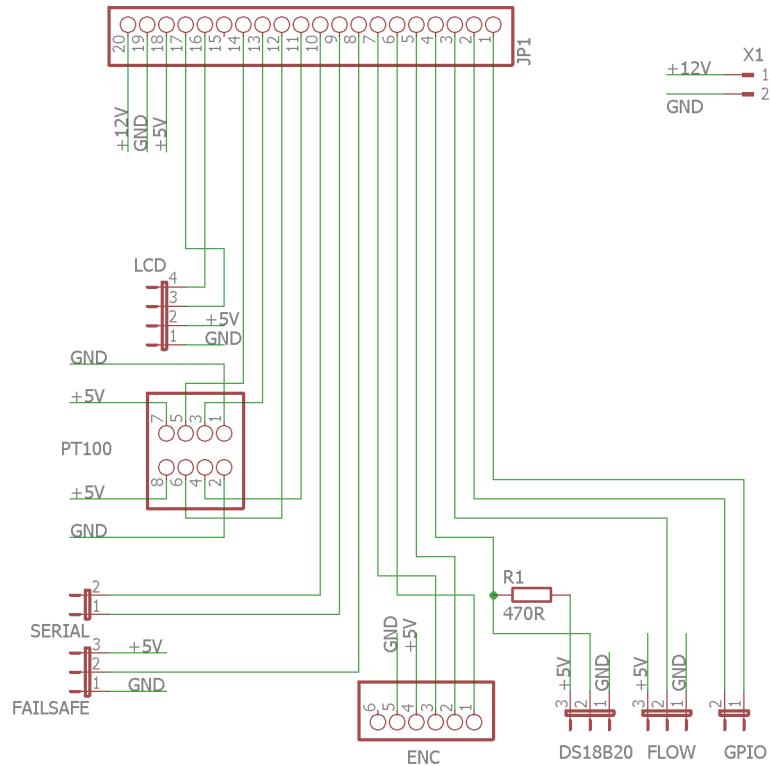 20 19 18 17 16 15 14 13 12 11 10 9 8 7 6 5 4 3 2 1
JP1
X1
+12V 1
GND 2
+12V GND +5V
LCD
4
3
2 +5V
1 GND
GND
+5V
7 5 3 1
PT100
8 6 4 2
+5V
GND
2
1
SERIAL
3 +5V
2
1 GND
FAILSAFE
R1
470R
GND +5V
6 5 4 3 2 1
ENC
+5V GND
3 2 1
DS18B20
+5V GND
3 2 1
FLOW
2 1
GPIO